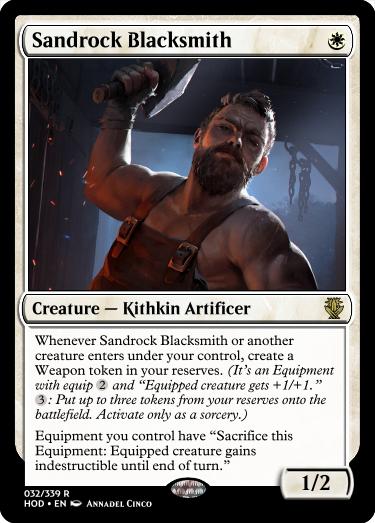 Sandrock Blacksmith
Creature — Kithkin Artificer
Whenever Sandrock Blacksmith or another
creature enters under your control, create a
Weapon token in your reserves. (It's an Equipment
with equip 2 and “Equipped creature gets +1/+1.”
3: Put up to three tokens from your reserves onto the
battlefield. Activate only as a sorcery.)
Equipment you control have “Sacrifice this
Equipment: Equipped creature gains
indestructible until end of turn.”
1/2
032/339 R
HOD • EN Annadel Cinco